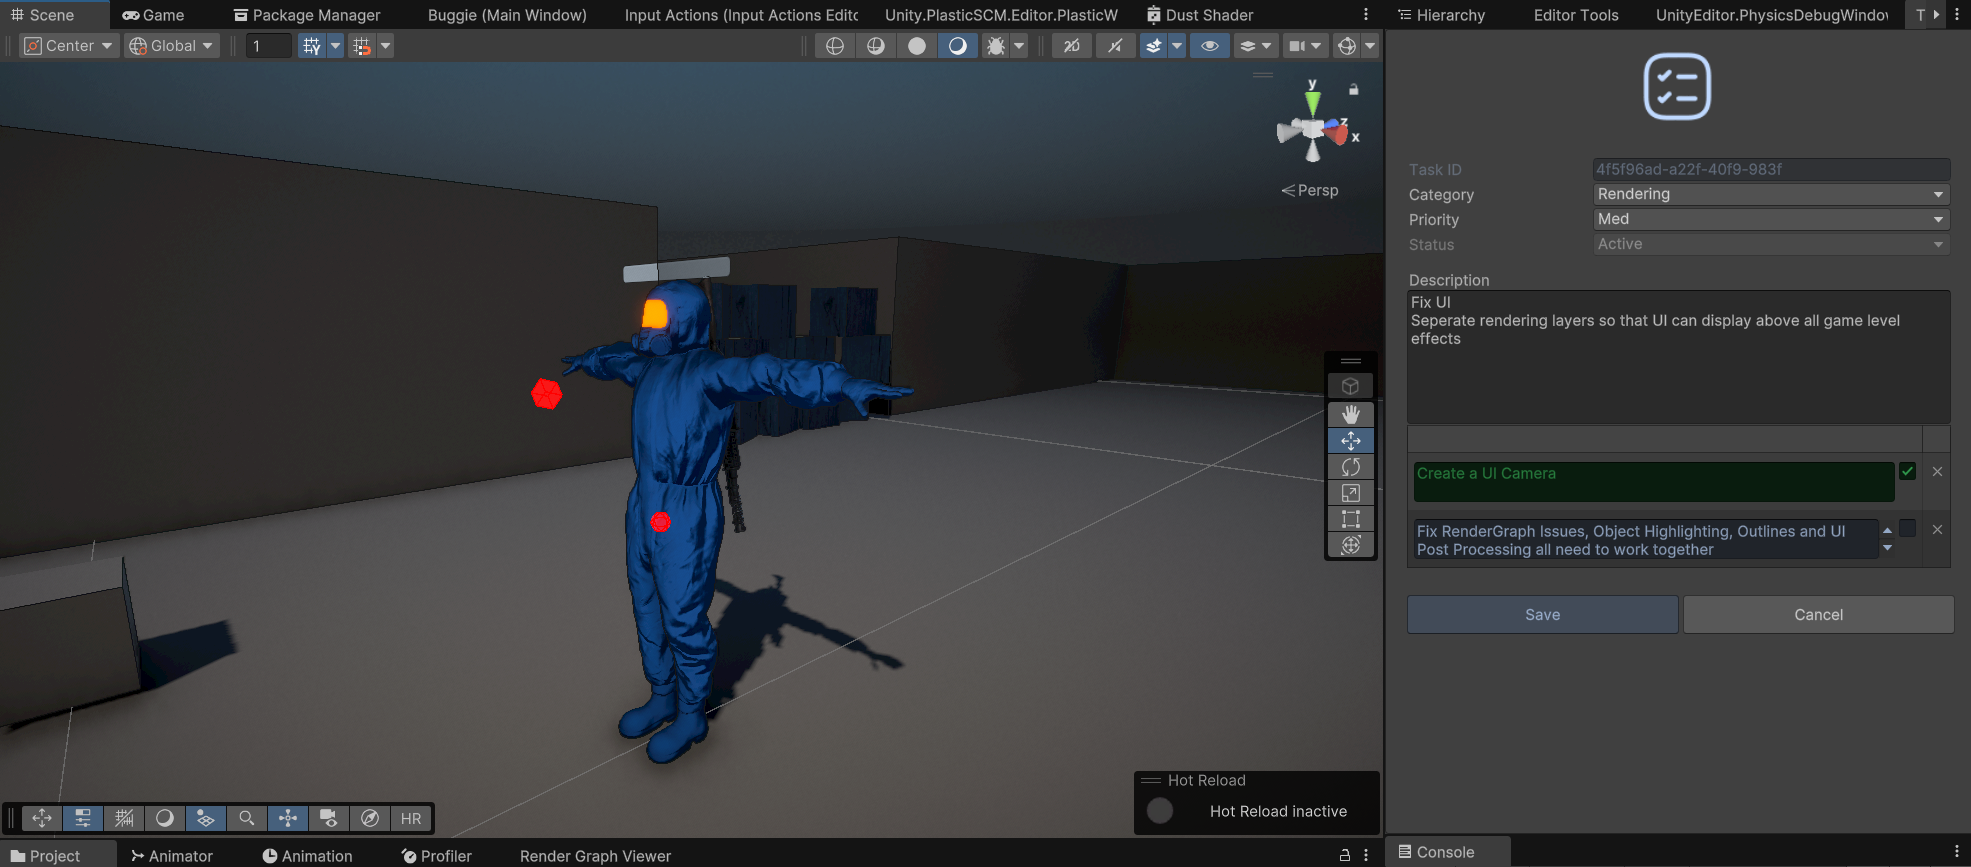 Scene
Game
Package Manager
Buggie (Main Window)
Input Actions (Input Actions Edito
Unity.PlasticSCM.Editor.PlasticW
Dust Shader
Hierarchy
Editor Tools
UnityEditor.PhysicsDebugWindow
T
Center
Global
1
2D
y
z
x
Persp
Task ID
4f5f96ad-a22f-40f9-983f
Category
Rendering
Priority
Med
Status
Active
Description
Fix UI
Seperate rendering layers so that UI can display above all game level
effects
Create a UI Camera
Fix RenderGraph Issues, Object Highlighting, Outlines and UI
Post Processing all need to work together
Save
Cancel
Hot Reload
Hot Reload inactive
HR
Project
Animator
Animation
Profiler
Render Graph Viewer
Console